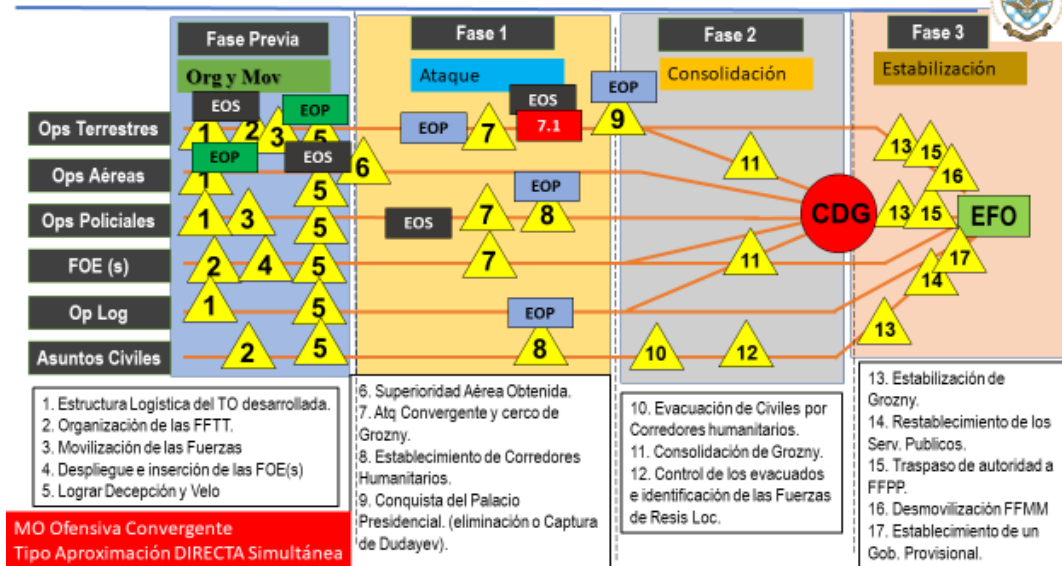 Fase Previa
Fase 1
Fase 2
Fase 3
Org y Mov
Ataque
Consolidación
Estabilización
EOS
EOP
EOS
EOP
Ops Terrestres
1
2
3
5
EOP
7
7.1
9
11
13
15
16
EOP
EOS
Ops Aéreas
1
5
6
EOP
Ops Policiales
1
3
5
EOS
7
8
CDG
13
15
EFO
FOE (s)
2
4
5
7
11
17
14
Op Log
1
5
EOP
13
Asuntos Civiles
2
5
8
10
12
1. Estructura Logística del TO desarrollada.
2. Organización de las FFTT.
3. Movilización de las Fuerzas
4. Despliegue e inserción de las FOE(s)
5. Lograr Decepción y Velo
6. Superioridad Aérea Obtenida.
7. Atq Convergente y cerco de
Grozny.
8. Establecimiento de Corredores
Humanitarios.
9. Conquista del Palacio
Presidencial. (eliminación o Captura
de Dudayev).
10. Evacuación de Civiles por
Corredores humanitarios.
11. Consolidación de Grozny.
12. Control de los evacuados
e identificación de las Fuerzas
de Resis Loc.
13. Estabilización de
Grozny.
14. Restablecimiento de los
Serv. Publicos.
15. Traspaso de autoridad a
FFPP.
16. Desmovilización FFMM
17. Establecimiento de un
Gob. Provisional.
MO Ofensiva Convergente
Tipo Aproximación DIRECTA Simultánea